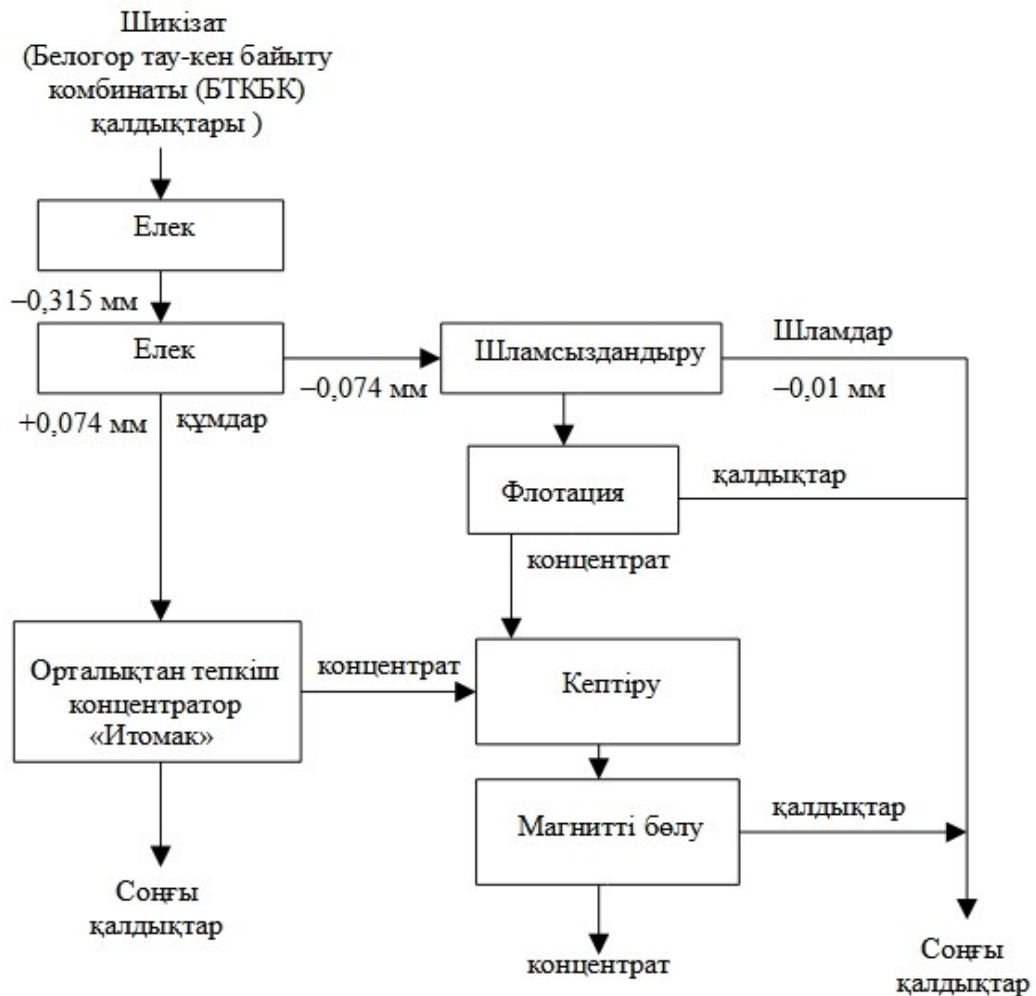 Шикізат
(Белогор тау-кен байыту
комбинаты (БТКБК)
қалдықтары )
Елек
–0,315 мм
Елек
–0,074 мм
Шламсыздандыру
Шламдар
–0,01 мм
+0,074 мм
құмдар
Флотация
қалдықтар
концентрат
Орталықтан тепкіш
концентратор
«Итомак»
концентрат
Кептіру
Магнитті бөлу
қалдықтар
Соңғы
қалдықтар
концентрат
Соңғы
қалдықтар